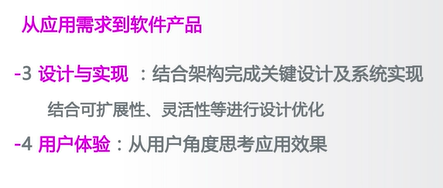 从应用需求到软件产品
-3 设计与实现 ：结合架构完成关键设计及系统实现
结合可扩展性、灵活性等进行设计优化
-4 用户体验：从用户角度思考应用效果